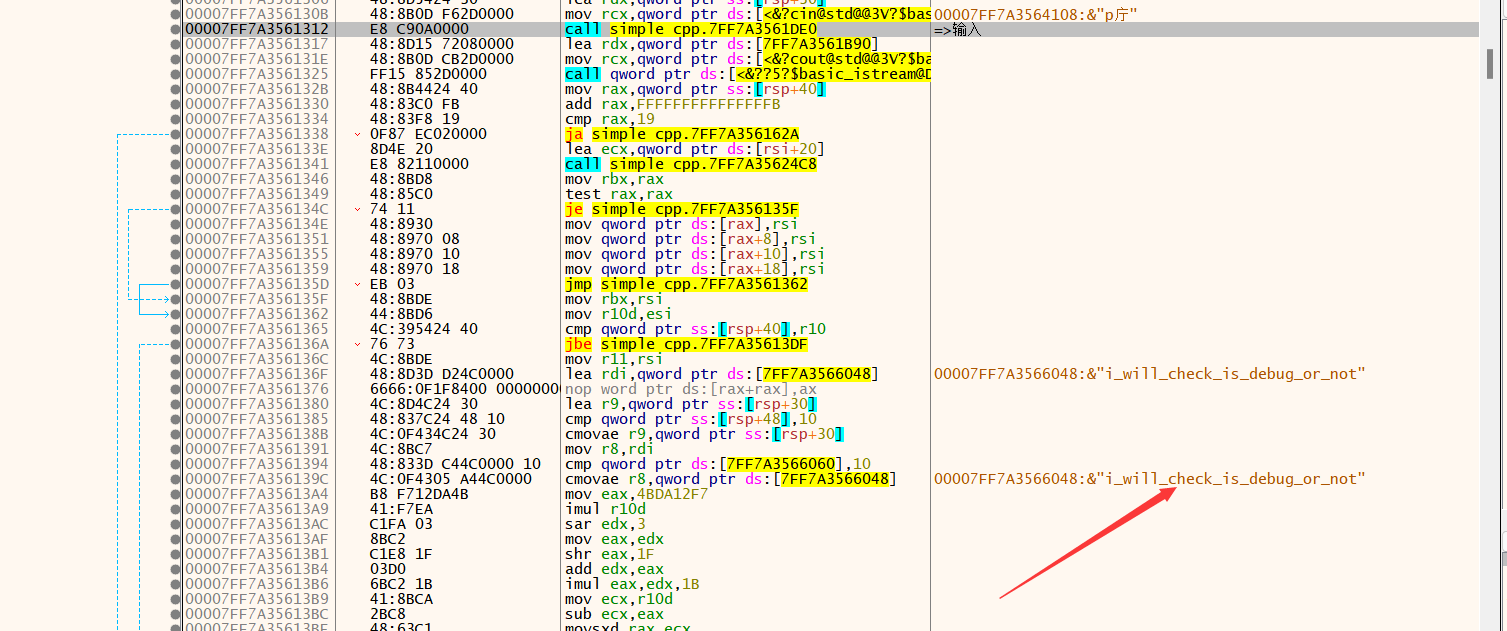 00007FF7A356130B 48:8B0D F62D0000 mov rcx,qword ptr ds:[<&?cin@std@@3V?$bas 00007FF7A3564108:&"p庁"
00007FF7A3561312 E8 C90A0000 call simple cpp.7FF7A3561DE0 =>输入
00007FF7A3561317 48:8D15 72080000 lea rdx,qword ptr ds:[7FF7A3561B90]
00007FF7A356131E 48:8B0D CB2D0000 mov rcx,qword ptr ds:[<&?cout@std@@3V?$ba
00007FF7A3561325 FF15 852D0000 call qword ptr ds:[<&??5?$basic_istream@D
00007FF7A356132B 48:8B4424 40 mov rax,qword ptr ss:[rsp+40]
00007FF7A3561330 48:83C0 FB add rax,FFFFFFFFFFFFFFFB
00007FF7A3561334 48:83F8 19 cmp rax,19
00007FF7A3561338 0F87 EC020000 ja simple cpp.7FF7A356162A
00007FF7A356133E 8D4E 20 lea ecx,qword ptr ds:[rsi+20]
00007FF7A3561341 E8 82110000 call simple cpp.7FF7A35624C8
00007FF7A3561346 48:8BD8 mov rbx,rax
00007FF7A3561349 48:85C0 test rax,rax
00007FF7A356134C 74 11 je simple cpp.7FF7A356135F
00007FF7A356134E 48:8930 mov qword ptr ds:[rax],rsi
00007FF7A3561351 48:8970 08 mov qword ptr ds:[rax+8],rsi
00007FF7A3561355 48:8970 10 mov qword ptr ds:[rax+10],rsi
00007FF7A3561359 48:8970 18 mov qword ptr ds:[rax+18],rsi
00007FF7A356135D EB 03 jmp simple cpp.7FF7A3561362
00007FF7A356135F 48:8BDE mov rbx,rsi
00007FF7A3561362 44:8BD6 mov r10d,esi
00007FF7A3561365 4C:395424 40 cmp qword ptr ss:[rsp+40],r10
00007FF7A356136A 76 73 jbe simple cpp.7FF7A35613DF
00007FF7A356136C 4C:8BDE mov r11,rsi
00007FF7A356136F 48:8D3D D24C0000 lea rdi,qword ptr ds:[7FF7A3566048] 00007FF7A3566048:&"i_will_check_is_debug_or_not"
00007FF7A3561376 6666:0F1F8400 00000000 nop word ptr ds:[rax+rax],ax
00007FF7A3561380 4C:8D4C24 30 lea r9,qword ptr ss:[rsp+30]
00007FF7A3561385 48:837C24 48 10 cmp qword ptr ss:[rsp+48],10
00007FF7A356138B 4C:0F434C24 30 cmovae r9,qword ptr ss:[rsp+30]
00007FF7A3561391 4C:8BC7 mov r8,rdi
00007FF7A3561394 48:833D C44C0000 10 cmp qword ptr ds:[7FF7A3566060],10
00007FF7A356139C 4C:0F4305 A44C0000 cmovae r8,qword ptr ds:[7FF7A3566048] 00007FF7A3566048:&"i_will_check_is_debug_or_not"
00007FF7A35613A4 B8 F712DA4B mov eax,4BDA12F7
00007FF7A35613A9 41:F7EA imul r10d
00007FF7A35613AC C1FA 03 sar edx,3
00007FF7A35613AF 8BC2 mov eax,edx
00007FF7A35613B1 C1E8 1F shr eax,1F
00007FF7A35613B4 03D0 add edx,eax
00007FF7A35613B6 6BC2 1B imul eax,edx,1B
00007FF7A35613B9 41:8BCA mov ecx,r10d
00007FF7A35613BC 2BC8 sub ecx,eax
00007FF7A35613BE 48:63C1 movsxd rax,ecx